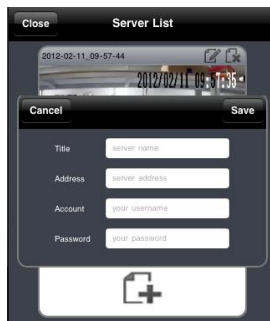 Close Server List
2012-02-11_09-57-44
2012/02/11 09:57:35
Cancel Save
Title server name
Address server address
Account your username
Password your password